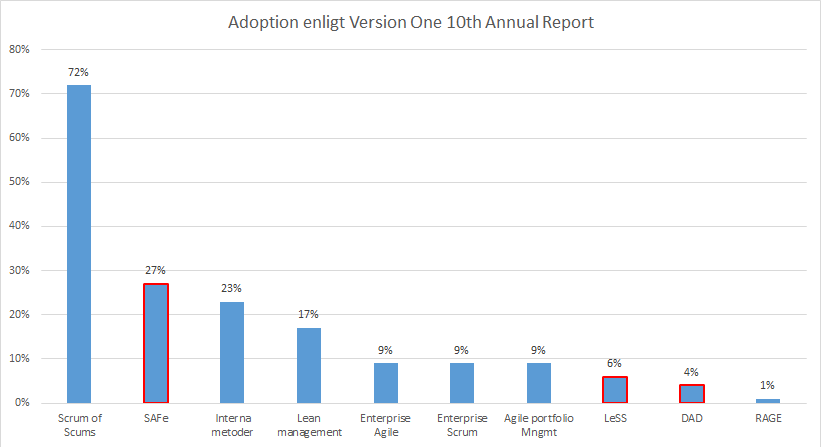 Adoption enligt Version One 10th Annual Report
80%
70%
60%
50%
40%
30%
20%
10%
0%
72%
27%
23%
17%
9%
9%
9%
6%
4%
1%
Scrum of
Scums
SAFe
Interna
metoder
Lean
management
Enterprise
Agile
Enterprise
Scrum
Agile portfolio
Mngmt
LeSS
DAD
RAGE